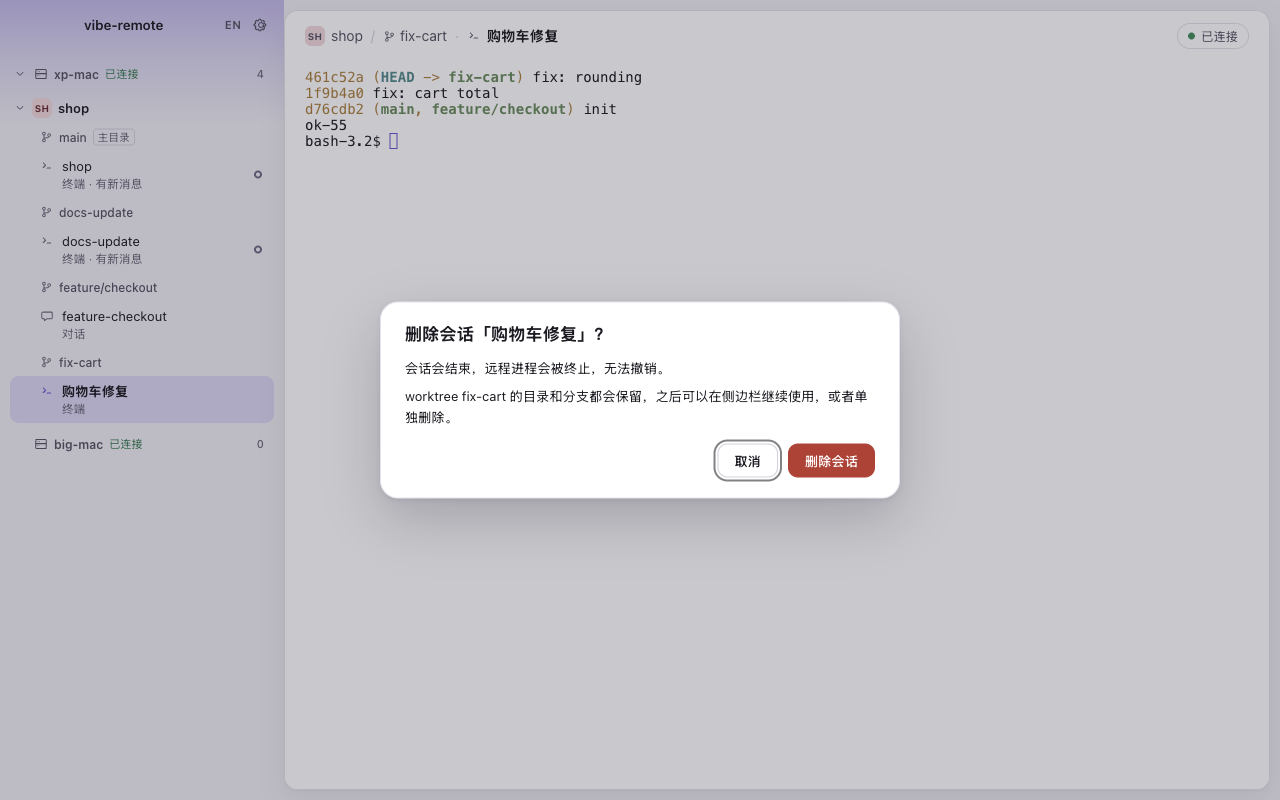 vibe-remote
EN
xp-mac 已连接 4
SH shop
main 主目录
shop
终端 · 有新消息
docs-update
docs-update
终端 · 有新消息
feature/checkout
feature-checkout
对话
fix-cart
购物车修复
终端
big-mac 已连接 0
SH shop / fix-cart · 购物车修复
已连接
461c52a (HEAD -> fix-cart) fix: rounding
1f9b4a0 fix: cart total
d76cdb2 (main, feature/checkout) init
ok-55
bash-3.2$
删除会话「购物车修复」?
会话会结束，远程进程会被终止，无法撤销。
worktree fix-cart 的目录和分支都会保留，之后可以在侧边栏继续使用，或者单
独删除。
取消
删除会话